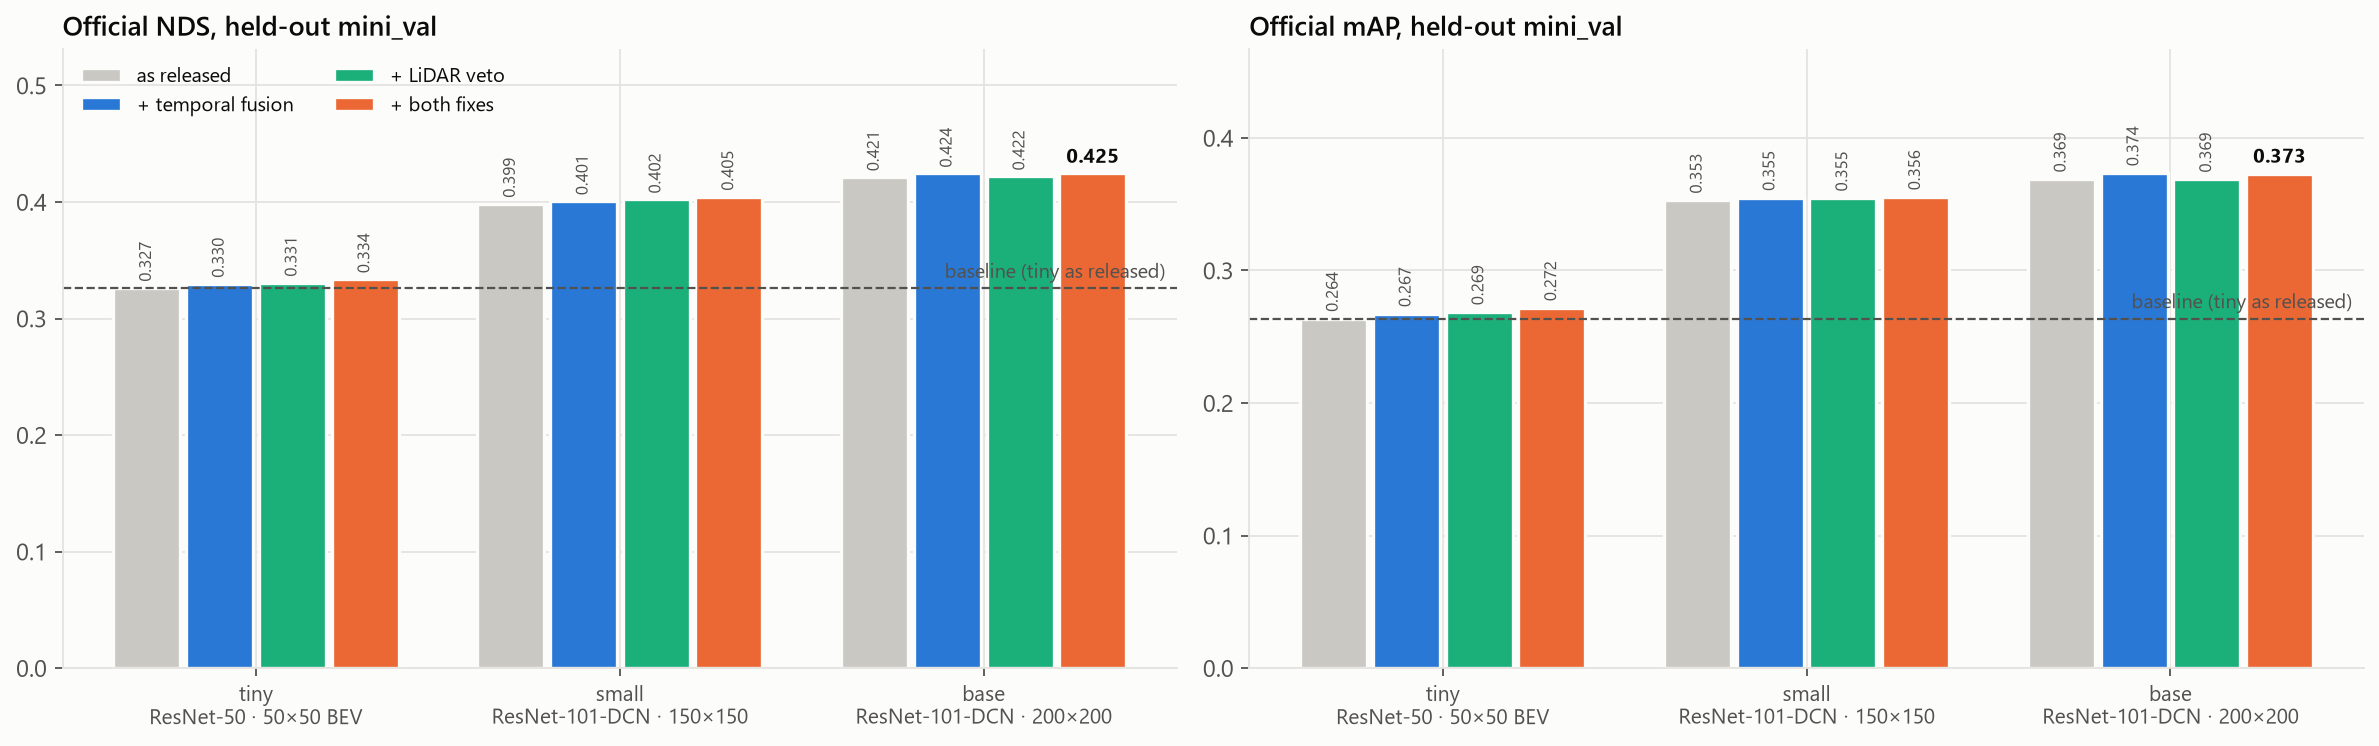 Official NDS, held-out mini_val
as released
+ temporal fusion
+ LiDAR veto
+ both fixes
0.5
0.4
0.3
0.2
0.1
0.0
0.327
0.330
0.331
0.334
0.399
0.401
0.402
0.405
0.421
0.424
0.422
0.425
baseline (tiny as released)
tiny
ResNet-50 · 50×50 BEV
small
ResNet-101-DCN · 150×150
base
ResNet-101-DCN · 200×200
Official mAP, held-out mini_val
0.4
0.3
0.2
0.1
0.0
0.264
0.267
0.269
0.272
0.353
0.355
0.355
0.356
0.369
0.374
0.369
0.373
baseline (tiny as released)
tiny
ResNet-50 · 50×50 BEV
small
ResNet-101-DCN · 150×150
base
ResNet-101-DCN · 200×200